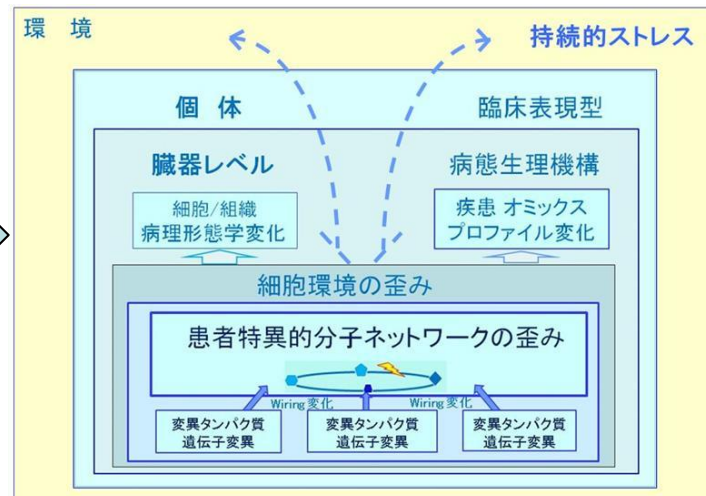 環　境
持続的ストレス
個　体
臨床表現型
臓器レベル
病態生理機構
細胞/組織
病理形態学変化
疾患 オミックス
プロファイル変化
細胞環境の歪み
患者特異的分子ネットワークの歪み
Wiring 変化
Wiring 変化
変異タンパク質
遺伝子変異
変異タンパク質
遺伝子変異
変異タンパク質
遺伝子変異